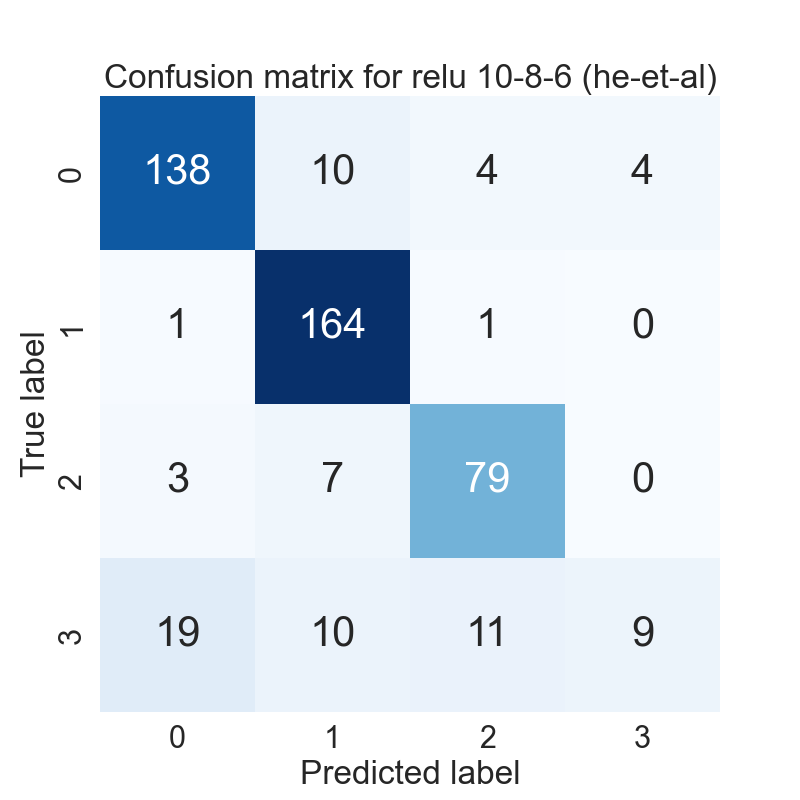 Confusion matrix for relu 10-8-6 (he-et-al)
0 138 10 4 4
1 1 164 1 0
2 3 7 79 0
3 19 10 11 9
True label
0 1 2 3
Predicted label